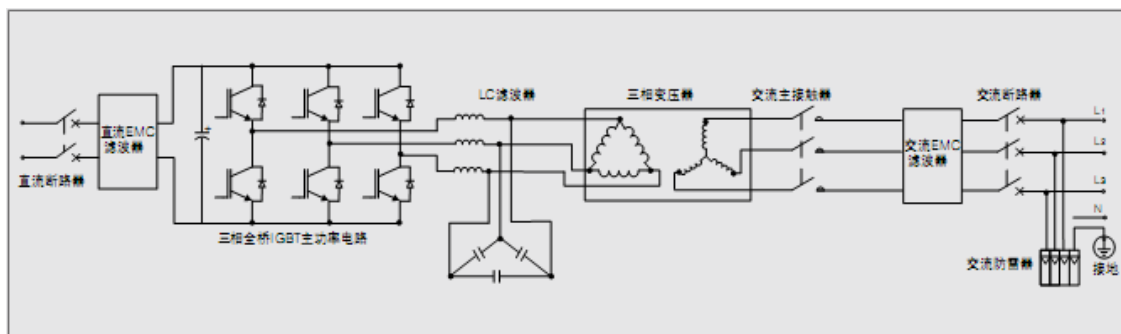 直流断路器
直流EMC
滤波器
三相全桥IGBT主功率电路
LC滤波器
三相变压器
交流主接触器
交流EMC
滤波器
交流断路器
L1
L2
L3
N
交流防雷器
接地